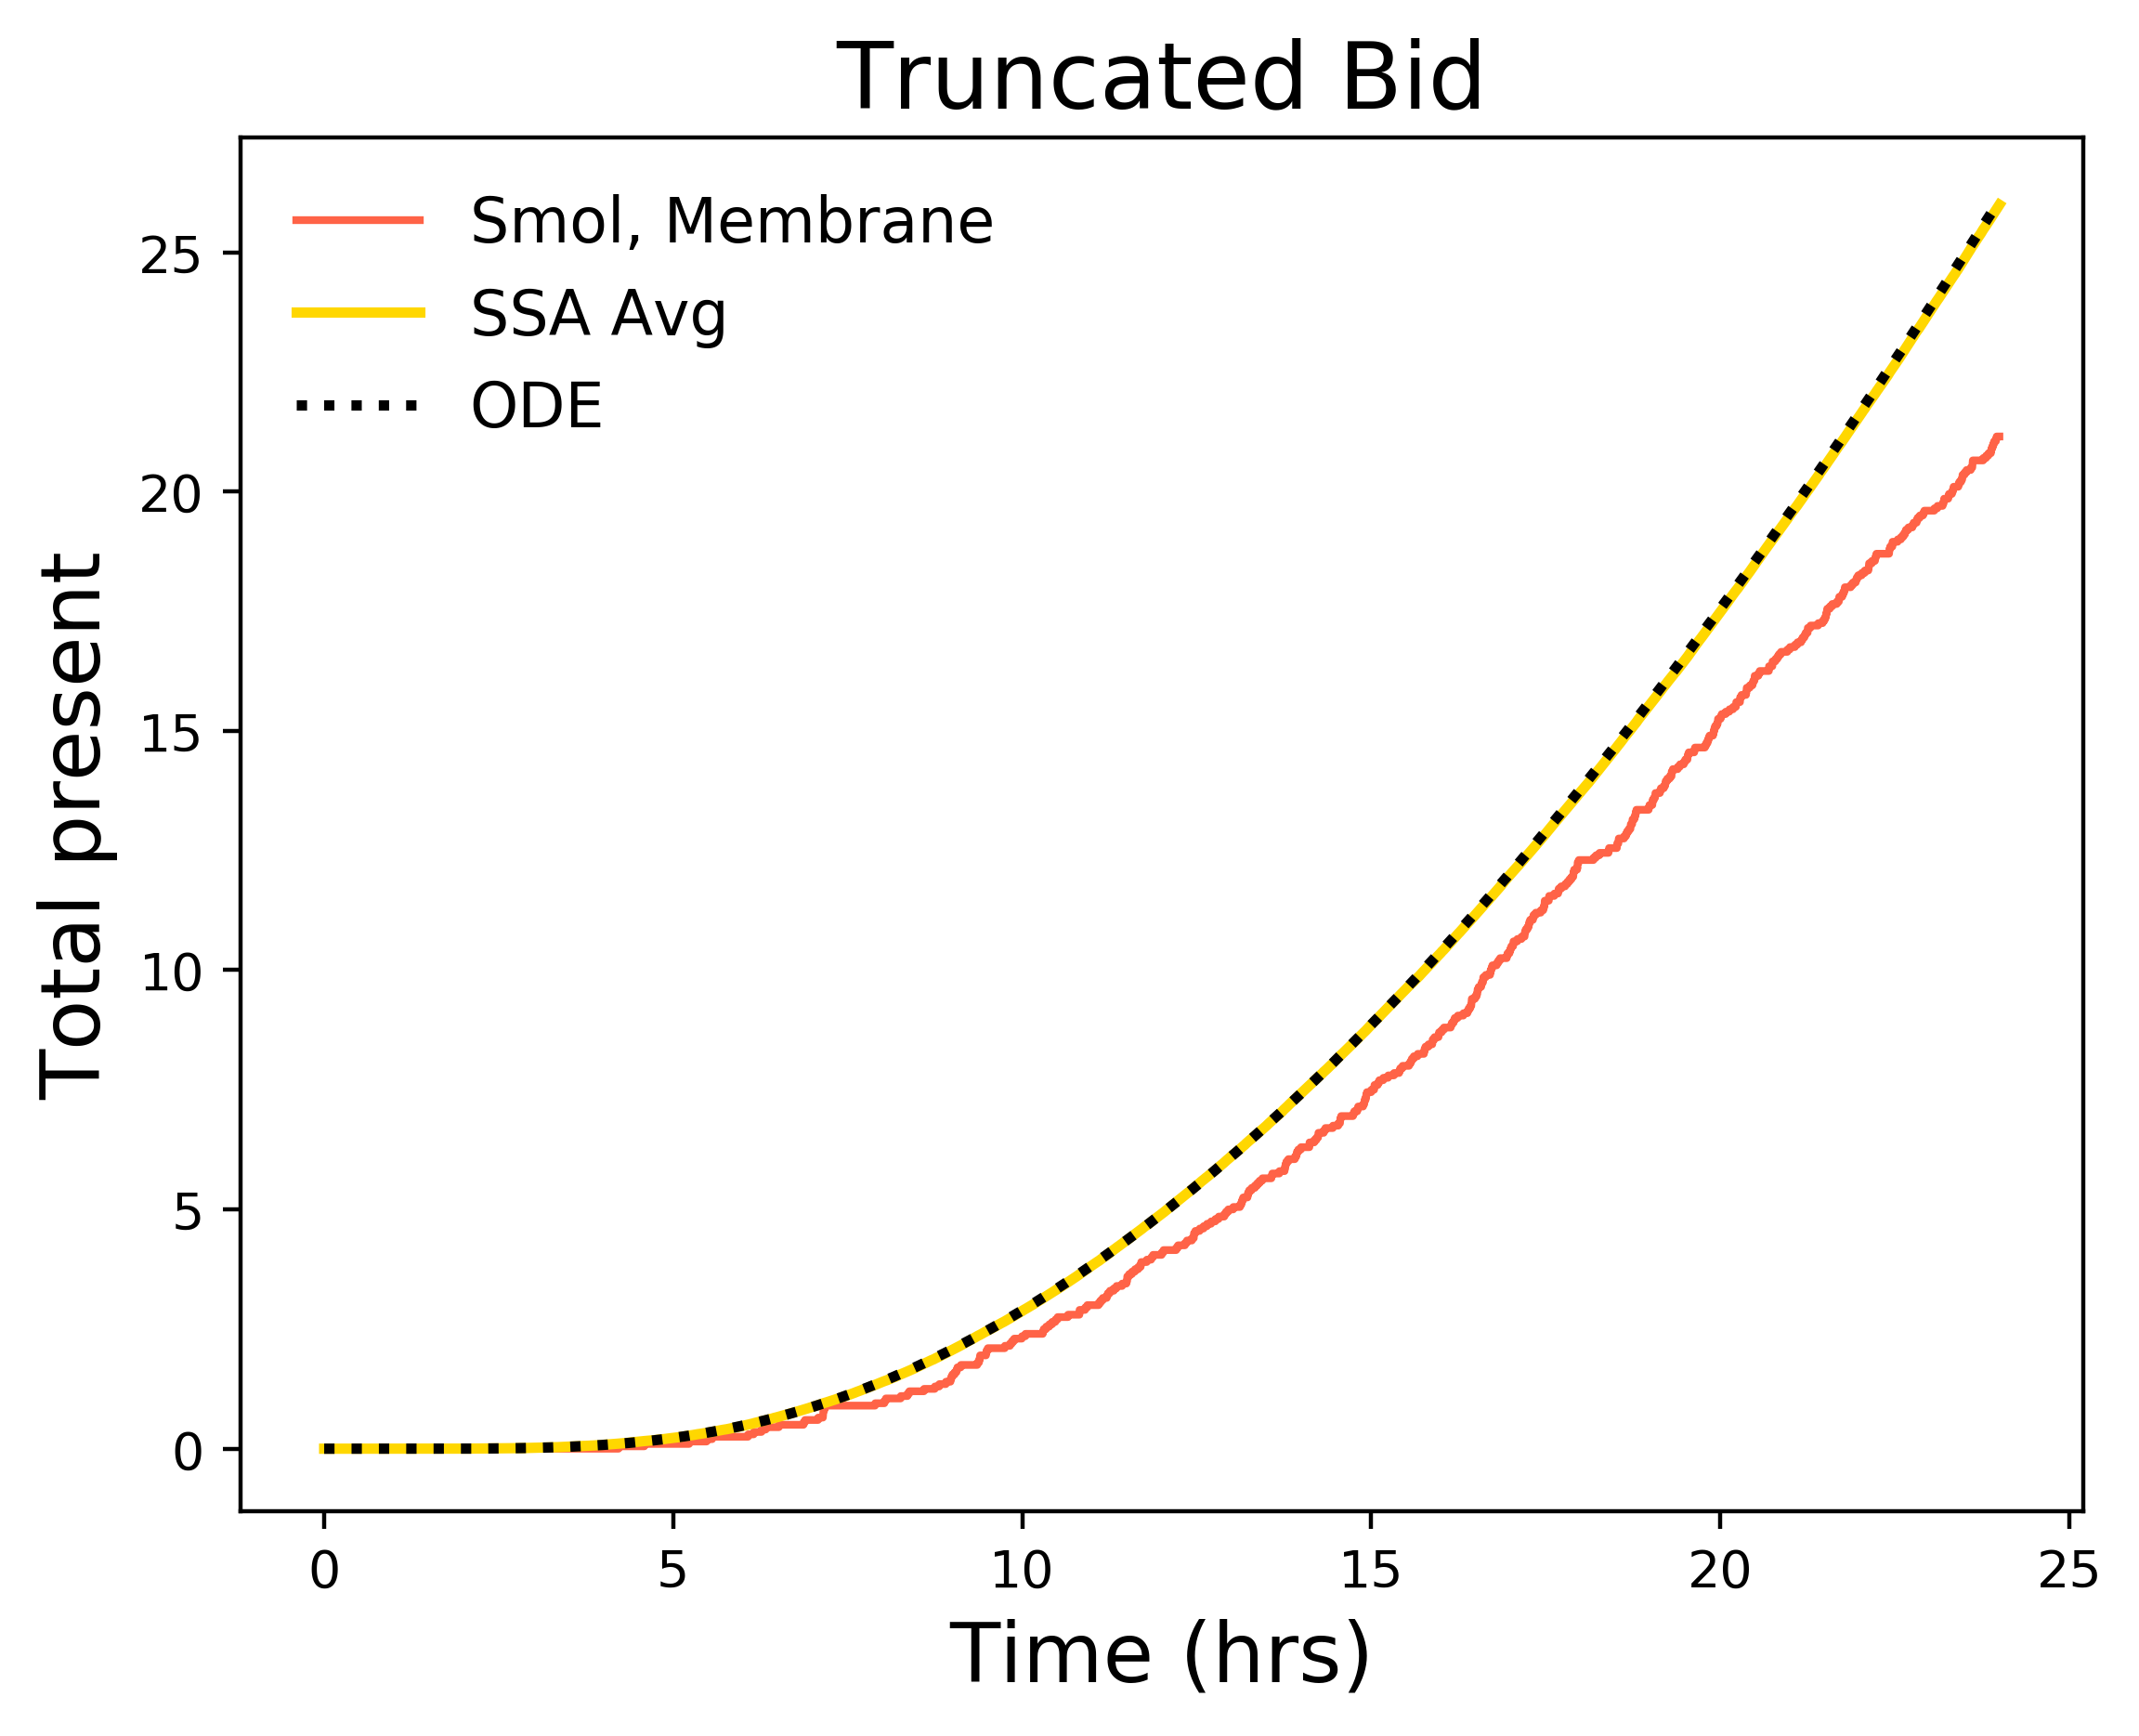 Truncated Bid
Smol, Membrane
SSA Avg
ODE
25
20
15
10
5
0
Total present
0 5 10 15 20 25
Time (hrs)